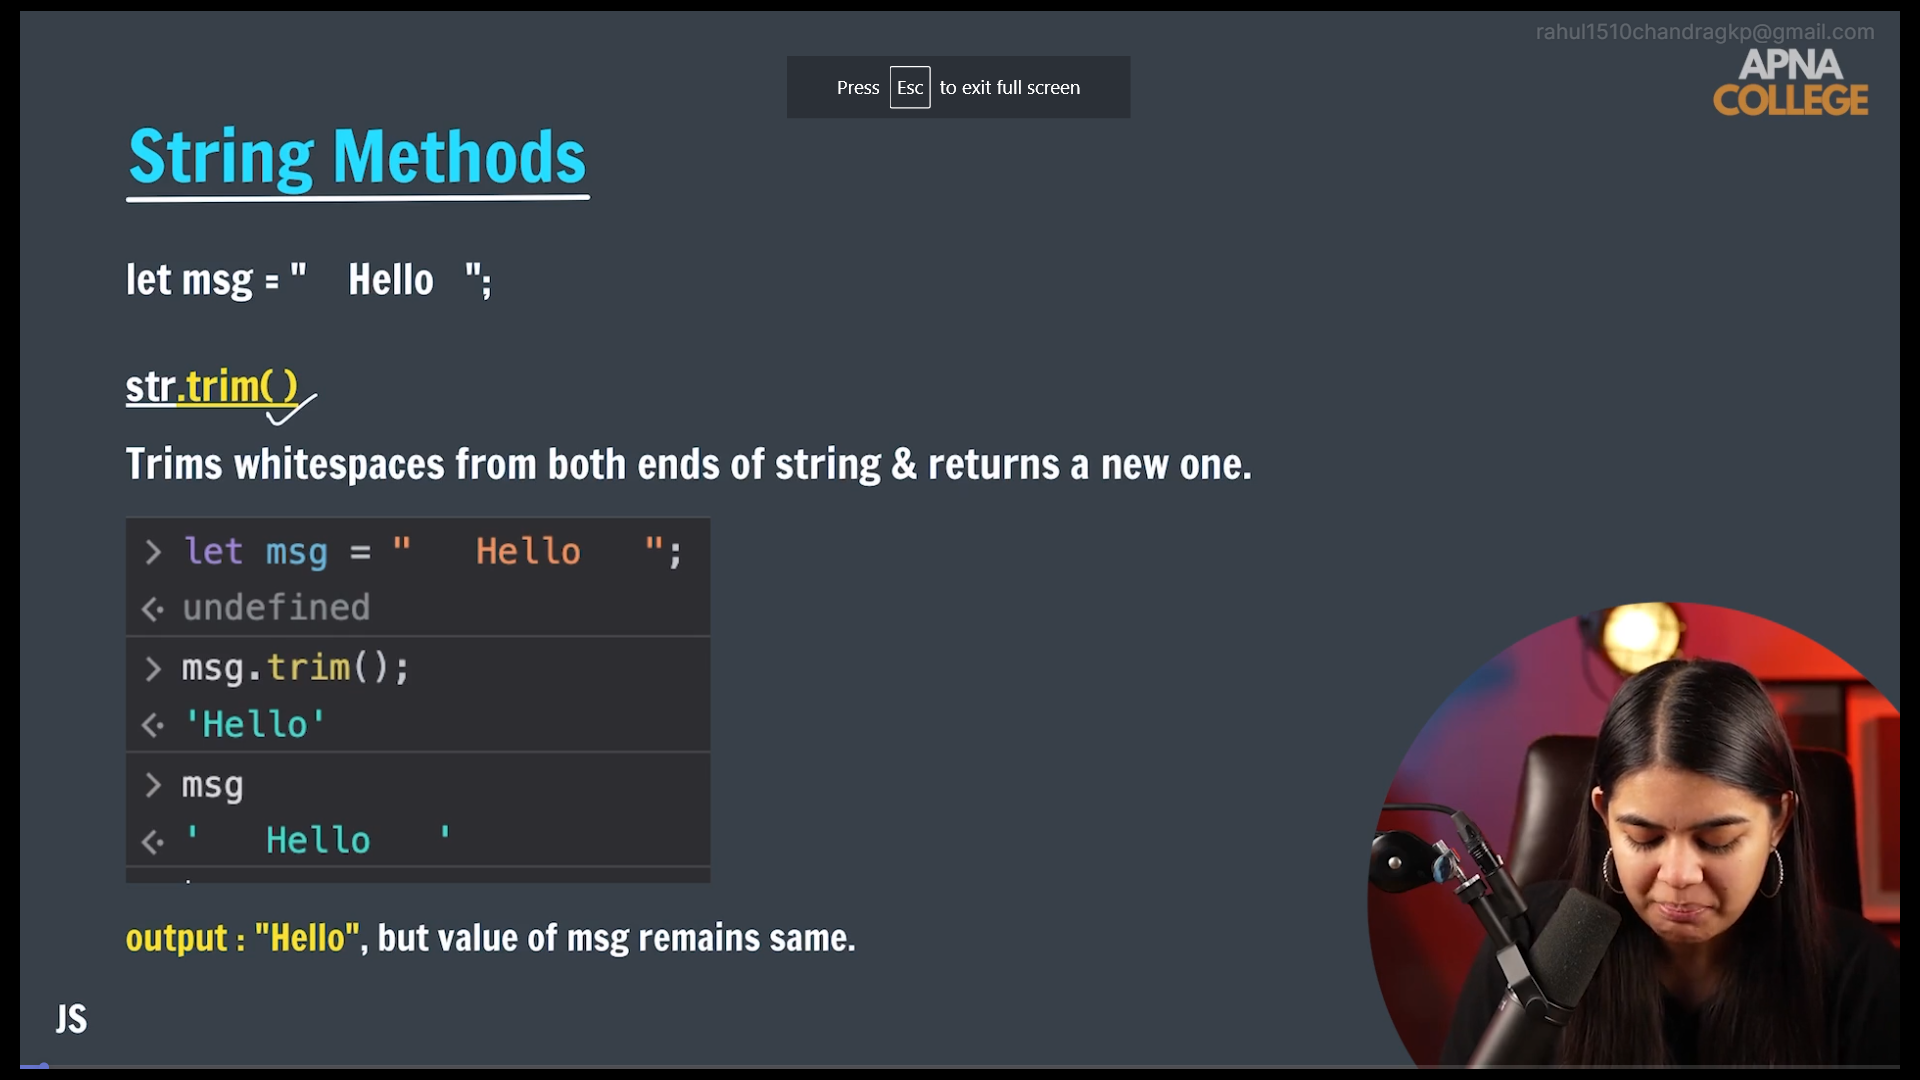 rahul1510chandragkp@gmail.com
APNA
COLLEGE
Press Esc to exit full screen
String Methods
let msg = "    Hello   ";
str.trim( )
Trims whitespaces from both ends of string & returns a new one.
> let msg = "   Hello   ";
<· undefined
> msg.trim();
<· 'Hello'
> msg
<· '   Hello   '
output : "Hello", but value of msg remains same.
JS